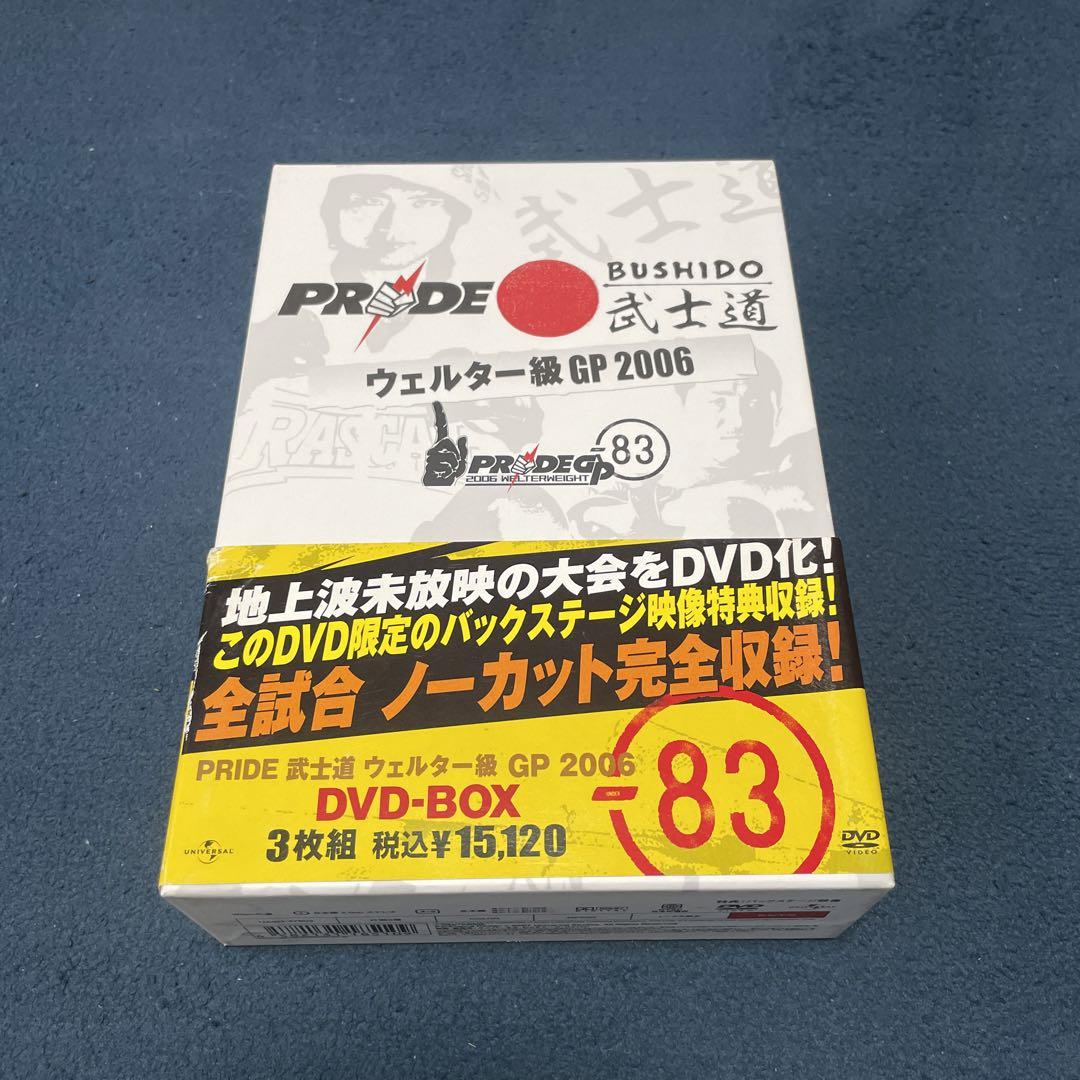 武士道
PRIDE
BUSHIDO
武士道
ウェルター級 GP 2006
RASCAL
PRIDE GP
2006 WELTERWEIGHT
-83
地上波未放映の大会をDVD化!
このDVD限定のバックステージ映像特典収録!
全試合 ノーカット完全収録!
PRIDE 武士道 ウェルター級 GP 2006
DVD-BOX
3枚組 税込¥15,120
UNDER
-83
UNIVERSAL
DVD
VIDEO